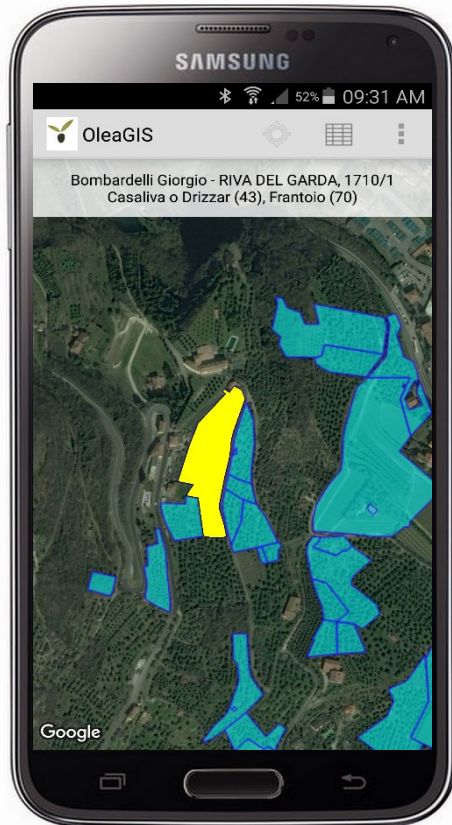 SAMSUNG
52% 09:31 AM
OleaGIS
Bombardelli Giorgio - RIVA DEL GARDA, 1710/1
Casaliva o Drizzar (43), Frantoio (70)
Google